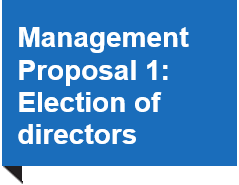 Management
Proposal 1:
Election of
directors